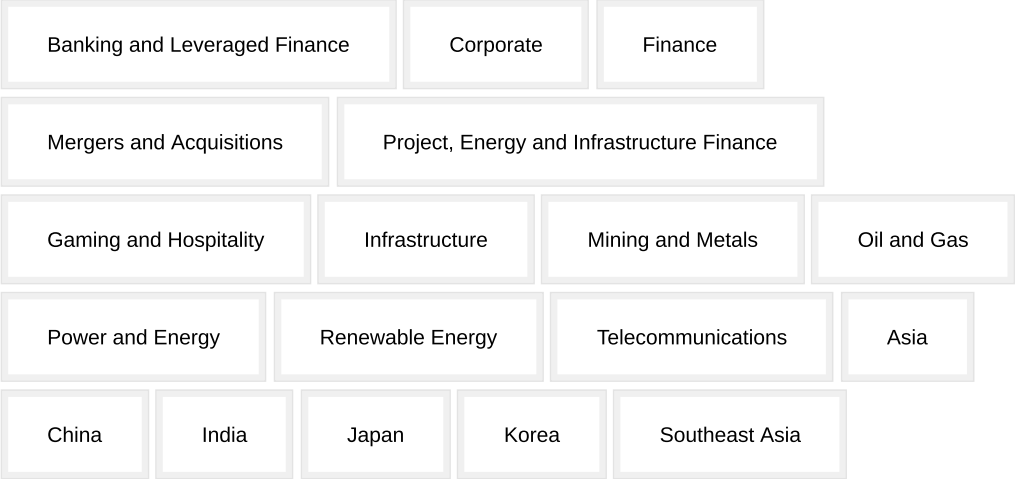 Banking and Leveraged Finance Corporate Finance
Mergers and Acquisitions Project, Energy and Infrastructure Finance
Gaming and Hospitality Infrastructure Mining and Metals Oil and Gas
Power and Energy Renewable Energy Telecommunications Asia
China India Japan Korea Southeast Asia